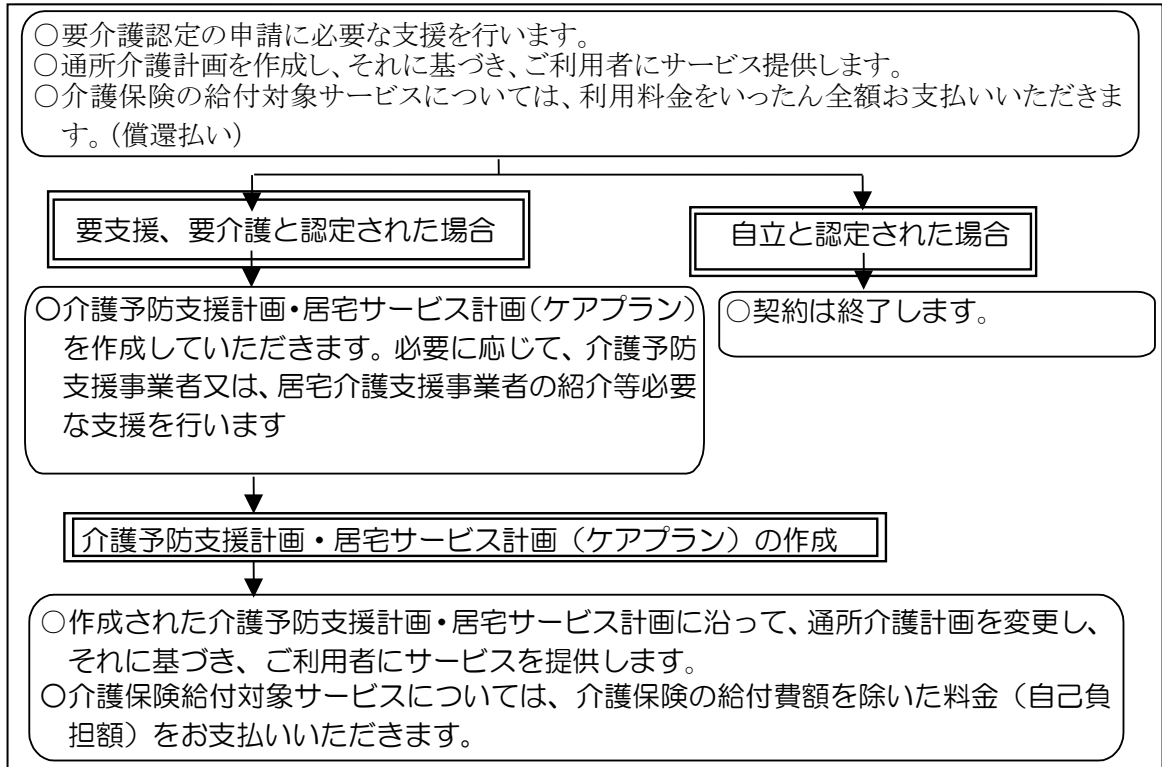 ○要介護認定の申請に必要な支援を行います。
○通所介護計画を作成し、それに基づき、ご利用者にサービス提供します。
○介護保険の給付対象サービスについては、利用料金をいったん全額お支払いいただきま
す。（償還払い）
要支援、要介護と認定された場合
自立と認定された場合
○介護予防支援計画・居宅サービス計画（ケアプラン）
を作成していただきます。必要に応じて、介護予防
支援事業者又は、居宅介護支援事業者の紹介等必要
な支援を行います
○契約は終了します。
介護予防支援計画・居宅サービス計画（ケアプラン）の作成
○作成された介護予防支援計画・居宅サービス計画に沿って、通所介護計画を変更し、
それに基づき、ご利用者にサービスを提供します。
○介護保険給付対象サービスについては、介護保険の給付費額を除いた料金（自己負
担額）をお支払いいただきます。